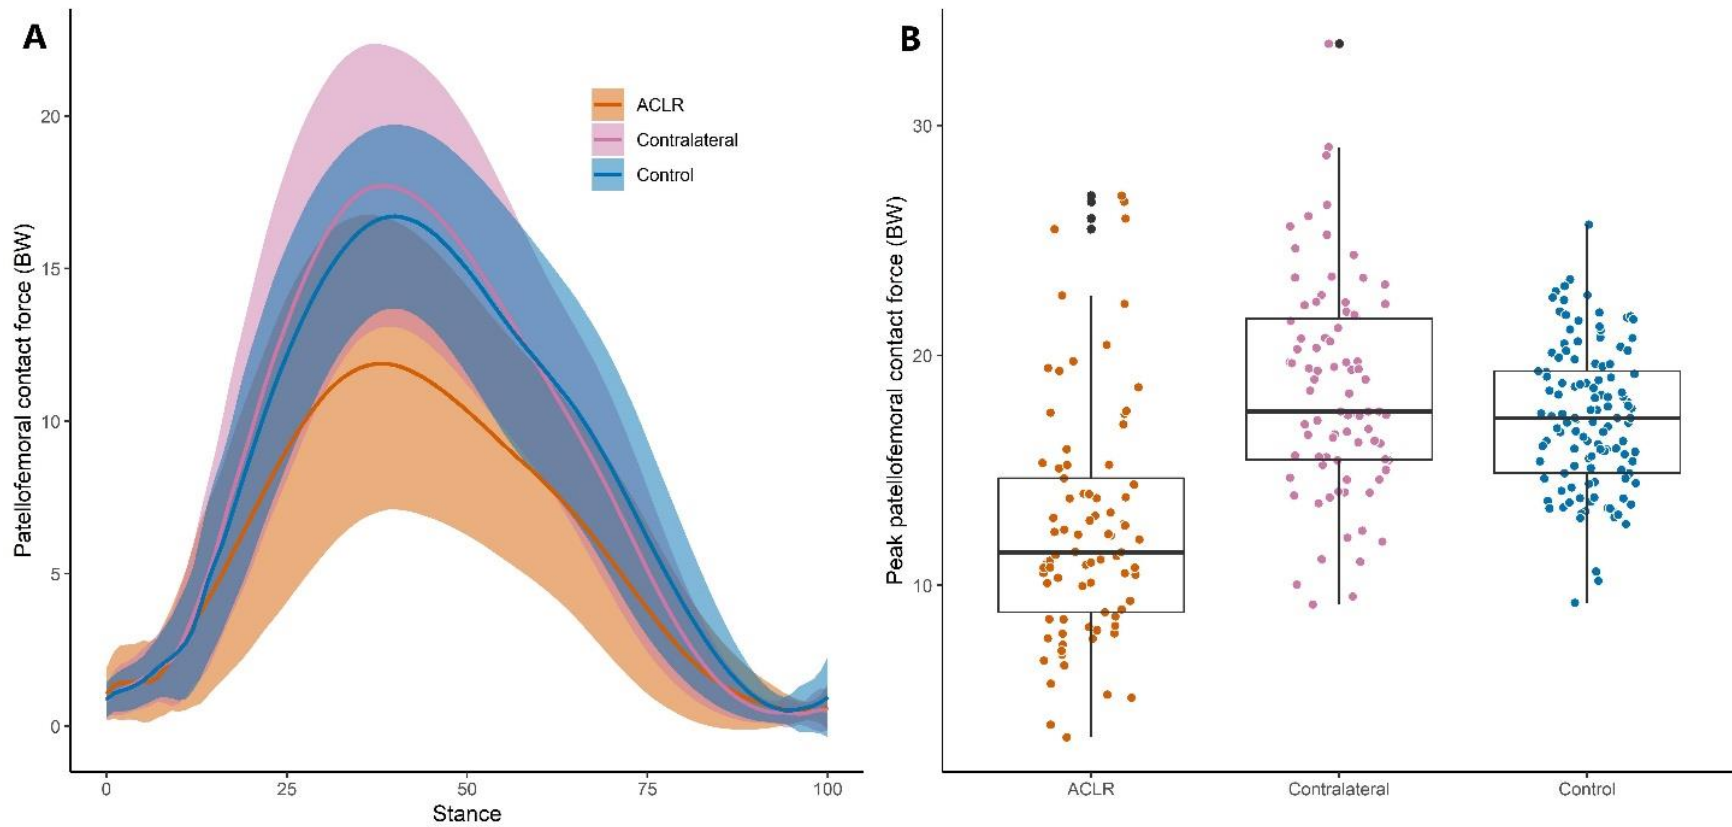 A
Patellofemoral contact force (BW)
20
15
10
5
0
ACLR
Contralateral
Control
0 25 50 75 100
Stance
B
Peak patellofemoral contact force (BW)
30
20
10
ACLR Contralateral Control